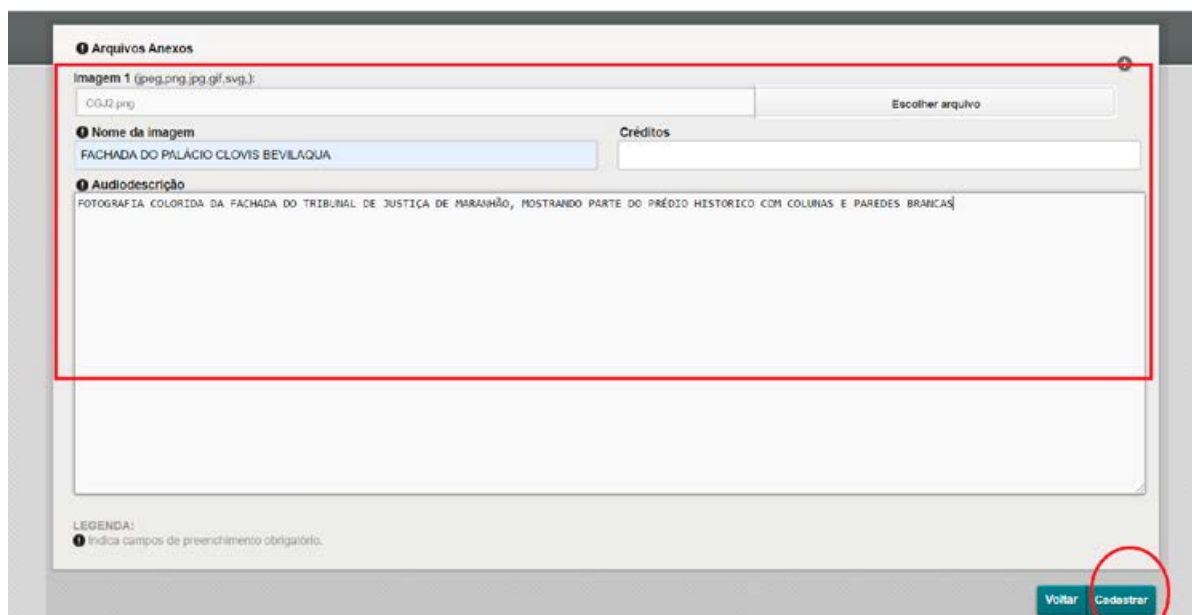 Arquivos Anexos
Imagem 1 (jpeg,png,jpg,gif,svg,):
CGJ2.png
Escolher arquivo
Nome da imagem
Créditos
FACHADA DO PALÁCIO CLOVIS BEVILAQUA
Audiodescrição
FOTOGRAFIA COLORIDA DA FACHADA DO TRIBUNAL DE JUSTIÇA DE MARANHÃO, MOSTRANDO PARTE DO PRÉDIO HISTORICO COM COLUNAS E PAREDES BRANCAS
LEGENDA:
Indica campos de preenchimento obrigatório.
Voltar
Cadastrar